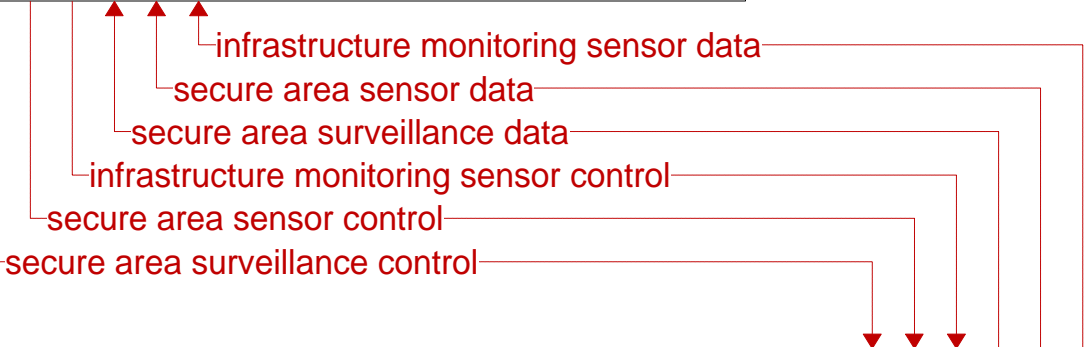 infrastructure monitoring sensor data
secure area sensor data
secure area surveillance data
infrastructure monitoring sensor control
secure area sensor control
secure area surveillance control